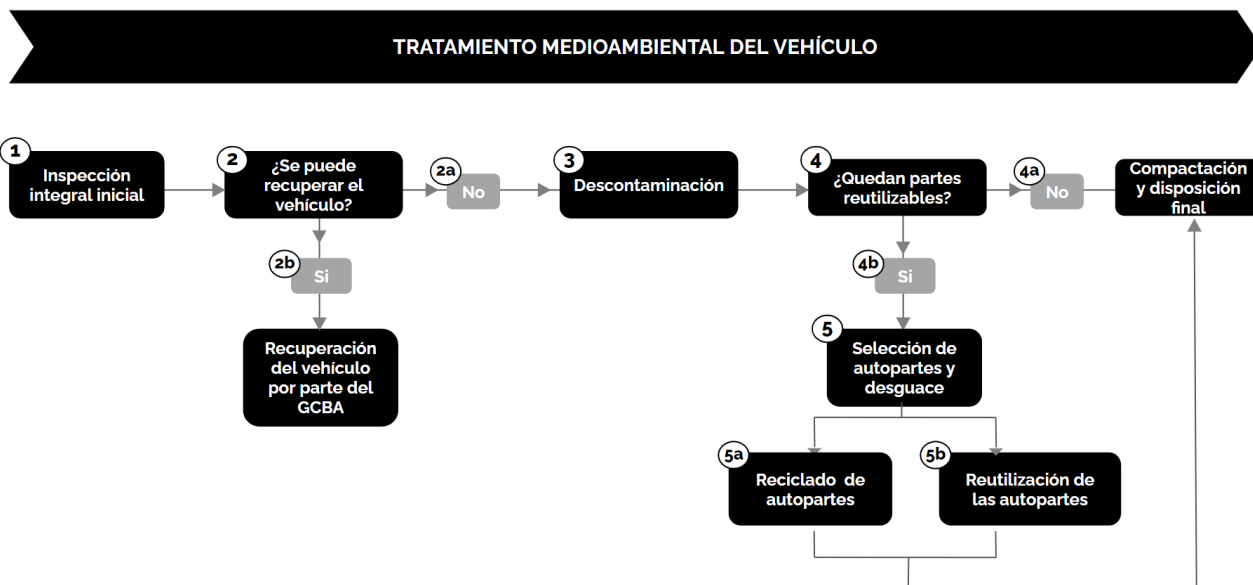 TRATAMIENTO MEDIOAMBIENTAL DEL VEHÍCULO
1
Inspección
integral inicial
2
¿Se puede
recuperar el
vehículo?
2a
No
3
Descontaminación
4
¿Quedan partes
reutilizables?
4a
No
Compactación
y disposición
final
2b
Si
4b
Si
Recuperación
del vehículo
por parte del
GCBA
5
Selección de
autopartes y
desguace
5a
Reciclado de
autopartes
5b
Reutilización de
las autopartes